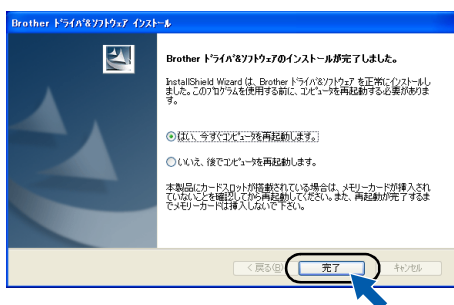 Brother ﾄﾞﾗｲﾊﾞ&ｿﾌﾄｳｪｱ ｲﾝｽﾄｰﾙ
Brother ﾄﾞﾗｲﾊﾞ&ｿﾌﾄｳｪｱのインストールが完了しました。
InstallShield Wizard は、Brother ﾄﾞﾗｲﾊﾞ&ｿﾌﾄｳｪｱ を正常にｲﾝｽﾄｰﾙし
ました。このﾌﾟﾛｸﾞﾗﾑを使用する前に、ｺﾝﾋﾟｭｰﾀを再起動する必要がありま
す。
はい、今すぐｺﾝﾋﾟｭｰﾀを再起動します。
いいえ、後でｺﾝﾋﾟｭｰﾀを再起動します。
本製品にカードスロットが搭載されている場合は、メモリーカードが挿入され
ていないことを確認してから再起動してください。また、再起動が完了するま
でメモリーカードは挿入しないで下さい。
< 戻る(B)
完了
ｷｬﾝｾﾙ